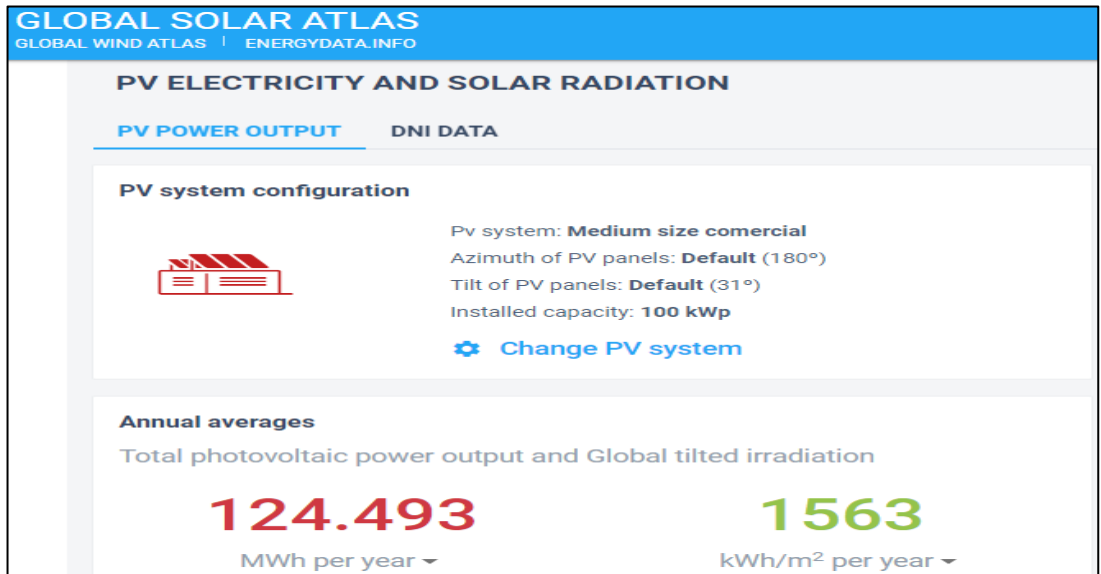 GLOBAL SOLAR ATLAS
GLOBAL WIND ATLAS | ENERGYDATA.INFO
PV ELECTRICITY AND SOLAR RADIATION
PV POWER OUTPUT DNI DATA
PV system configuration
Pv system: Medium size comercial
Azimuth of PV panels: Default (180º)
Tilt of PV panels: Default (31º)
Installed capacity: 100 kWp
Change PV system
Annual averages
Total photovoltaic power output and Global tilted irradiation
124.493 1563
MWh per year kWh/m² per year